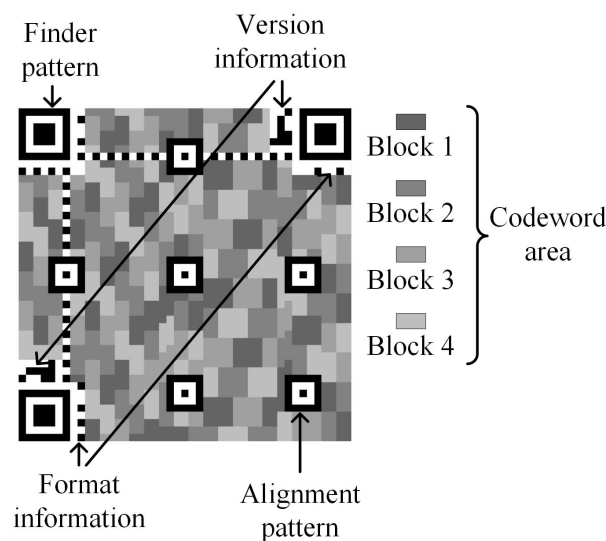 Finder
pattern
Version
information
Block 1
Block 2
Block 3
Block 4
Codeword
area
Format
information
Alignment
pattern